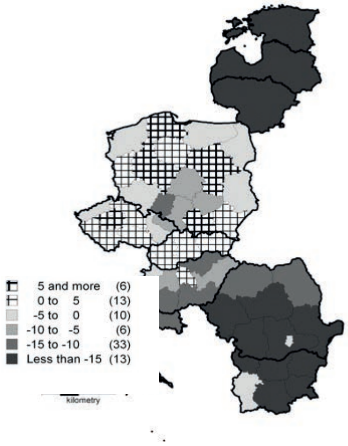 5 and more (6)
0 to 5 (13)
-5 to 0 (10)
-10 to -5 (6)
-15 to -10 (33)
Less than -15 (13)
kilometry